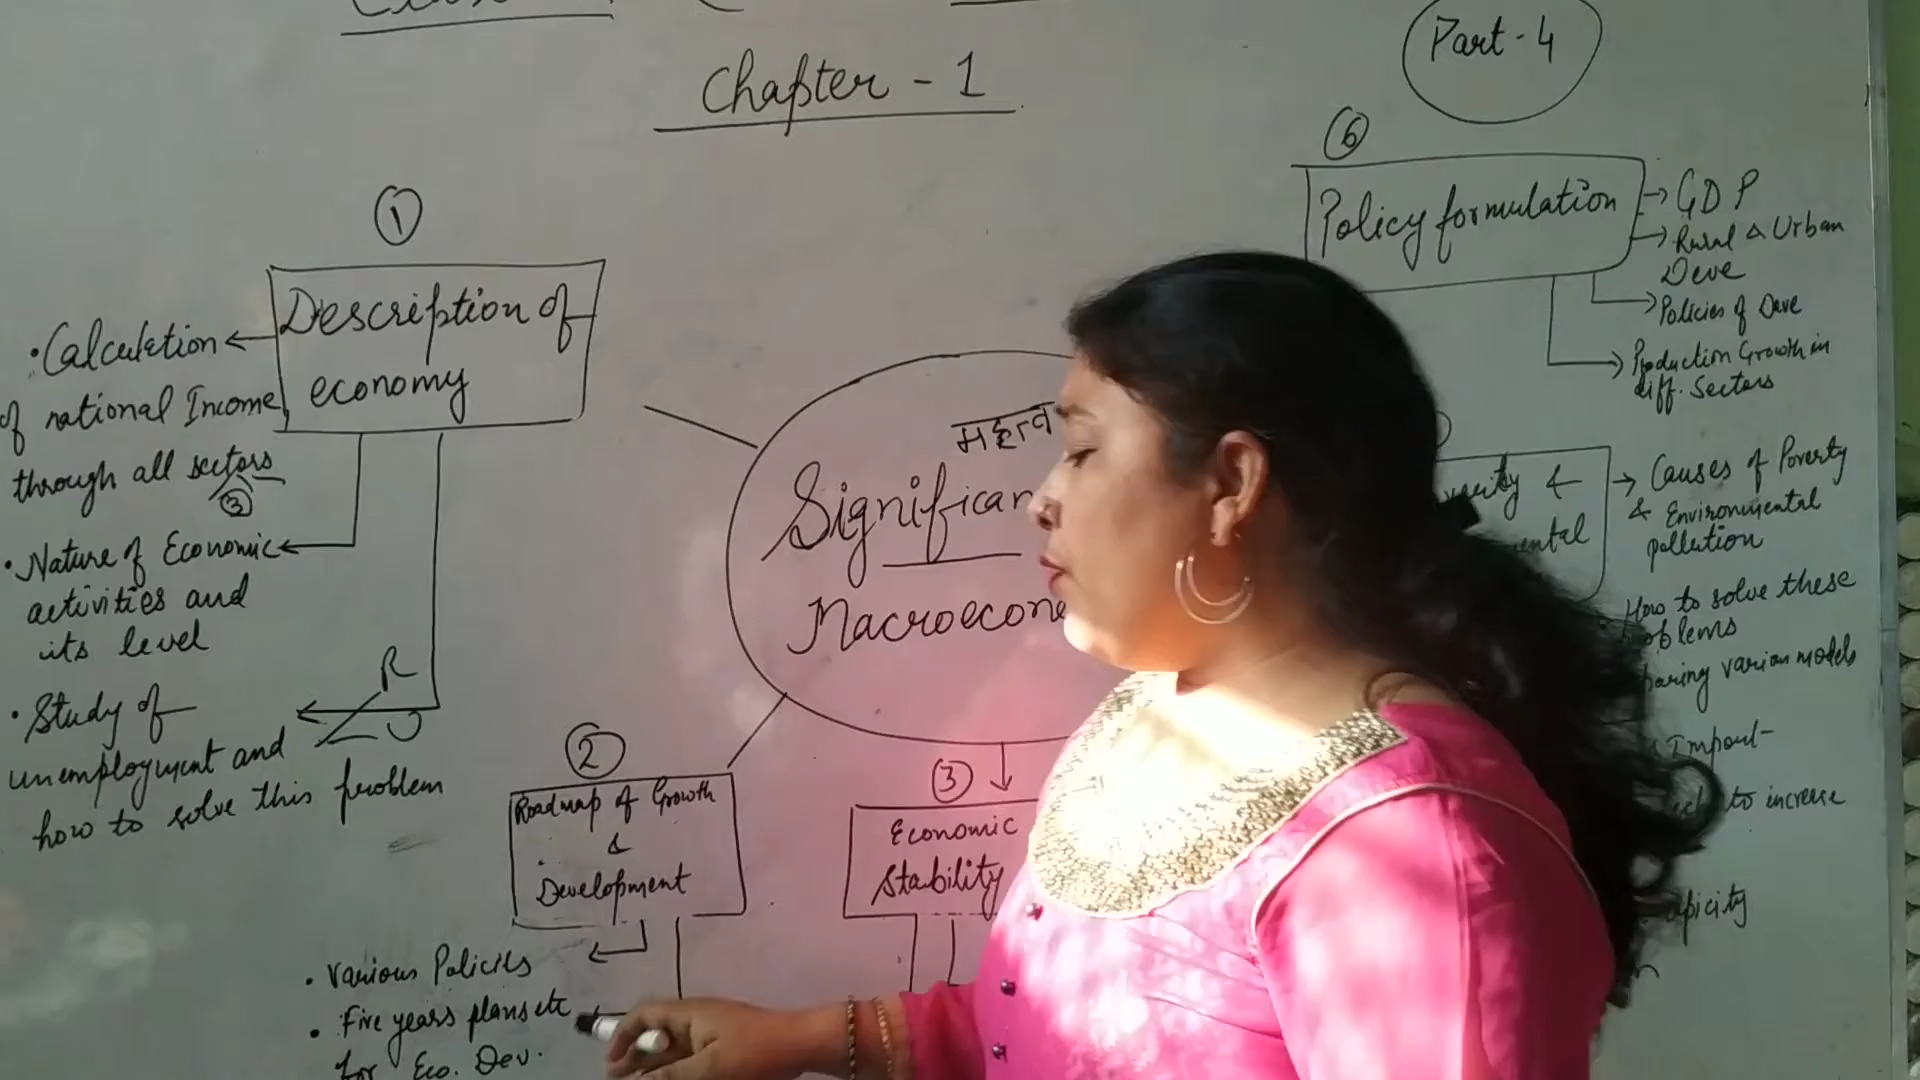 Chapter - 1
Part - 4
①
Description of
economy
• Calculation
of national Income
through all sectors
③
• Nature of Economic
activities and
its level
R
U
• Study of
unemployment and
how to solve this problem
महत्व
Significan
Macroecono
②
Roadmap of Growth
&
Development
• Various Policies
• Five years plans etc
for Eco. Dev.
③
Economic
Stability
⑥
Policy formulation
→ GDP
→ Rural & Urban
Deve
→ Policies of Deve
→ Production Growth in
diff. Sectors
&
ental
→ Causes of Poverty
& Environmental
pollution
How to solve these
oblems
models
Import-
to increase
apicity